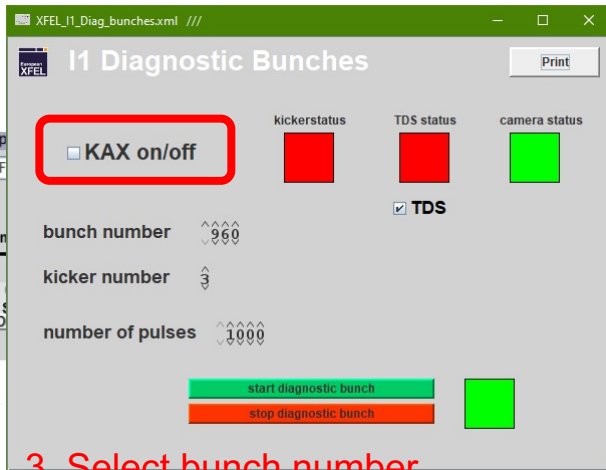 XFEL_I1_Diag_bunches.xml ///
European
XFEL
I1 Diagnostic Bunches
Print
kickerstatus
TDS status
camera status
KAX on/off
TDS
bunch number
960
kicker number
3
number of pulses
1000
start diagnostic bunch
stop diagnostic bunch
3. Select bunch number